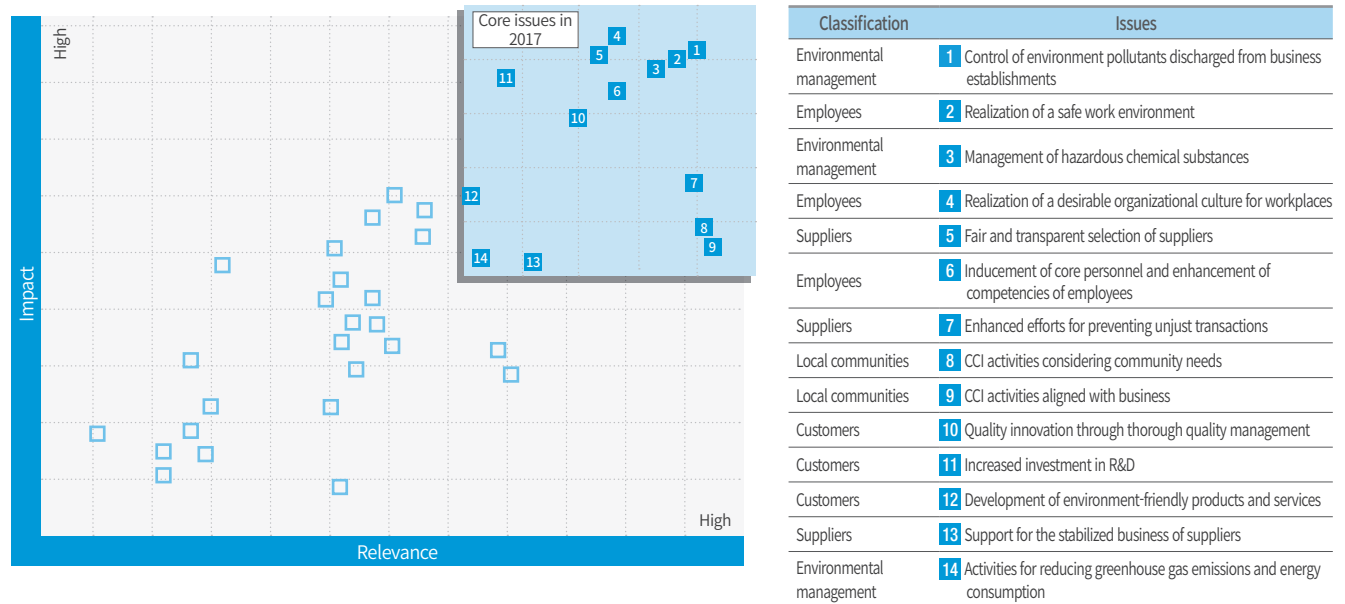 High
Impact
Core issues in
2017
4
5
1
2
3
11
6
10
7
12
8
9
14
13
High
Relevance
Classification Issues
Environmental
management
1 Control of environment pollutants discharged from business
establishments
Employees 2 Realization of a safe work environment
Environmental
management
3 Management of hazardous chemical substances
Employees 4 Realization of a desirable organizational culture for workplaces
Suppliers 5 Fair and transparent selection of suppliers
Employees 6 Inducement of core personnel and enhancement of
competencies of employees
Suppliers 7 Enhanced efforts for preventing unjust transactions
Local communities 8 CCI activities considering community needs
Local communities 9 CCI activities aligned with business
Customers 10 Quality innovation through thorough quality management
Customers 11 Increased investment in R&D
Customers 12 Development of environment-friendly products and services
Suppliers 13 Support for the stabilized business of suppliers
Environmental
management
14 Activities for reducing greenhouse gas emissions and energy
consumption